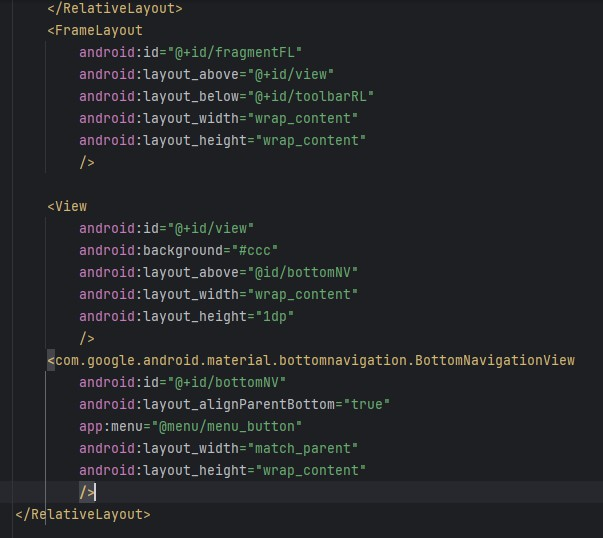 </RelativeLayout>
<FrameLayout
android:id="@+id/fragmentFL"
android:layout_above="@+id/view"
android:layout_below="@+id/toolbarRL"
android:layout_width="wrap_content"
android:layout_height="wrap_content"
/>
<View
android:id="@+id/view"
android:background="#ccc"
android:layout_above="@id/bottomNV"
android:layout_width="wrap_content"
android:layout_height="1dp"
/>
<com.google.android.material.bottomnavigation.BottomNavigationView
android:id="@+id/bottomNV"
android:layout_alignParentBottom="true"
app:menu="@menu/menu_button"
android:layout_width="match_parent"
android:layout_height="wrap_content"
/>
</RelativeLayout>